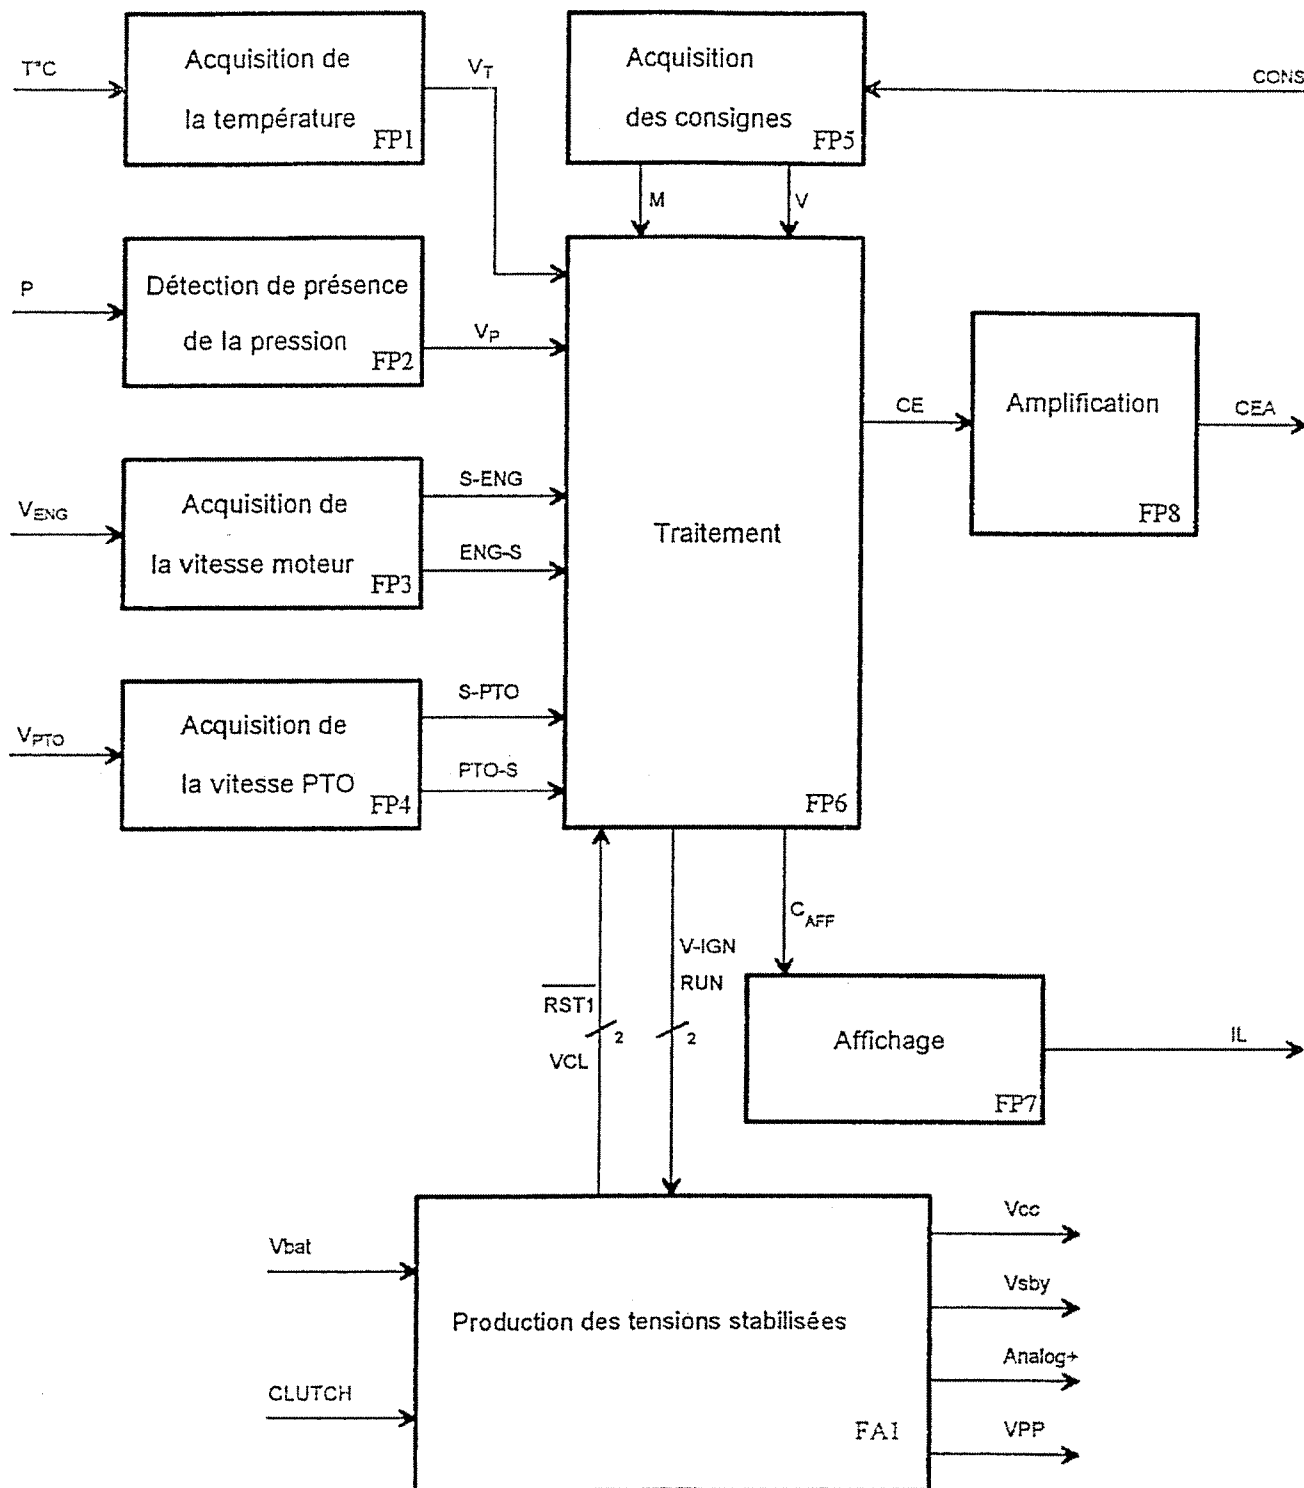 T°C
Acquisition de
la température
FP1
V_T
Acquisition
des consignes
FP5
CONS
M
V
P
Détection de présence
de la pression
FP2
V_P
Traitement
FP6
CE
Amplification
FP8
CEA
V_ENG
Acquisition de
la vitesse moteur
FP3
S-ENG
ENG-S
V_PTO
Acquisition de
la vitesse PTO
FP4
S-PTO
PTO-S
C_AFF
V-IGN
RUN
2
RST1
2
VCL
Affichage
FP7
IL
Vbat
CLUTCH
Production des tensions stabilisées
FA1
Vcc
Vsby
Analog+
VPP